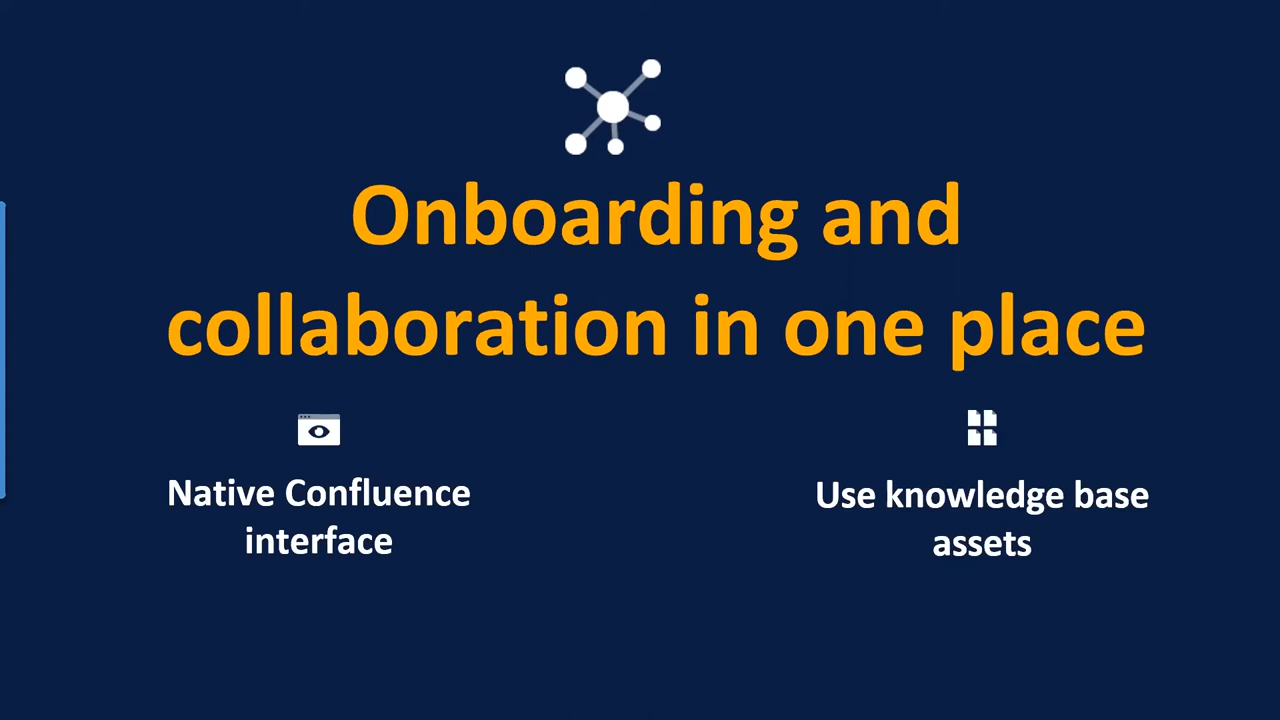 Onboarding and
collaboration in one place
Native Confluence
interface
Use knowledge base
assets